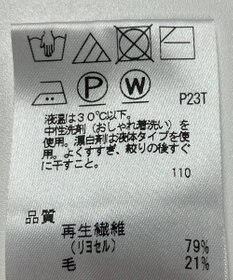 P
W
P23T
液温は30℃以下。
中性洗剤（おしゃれ着洗い）を
使用。漂白剤は液体タイプを使
用。よくすすぎ、絞りの後すぐ
に干すこと。
110
品質
再生繊維
（リヨセル） 79%
毛 21%